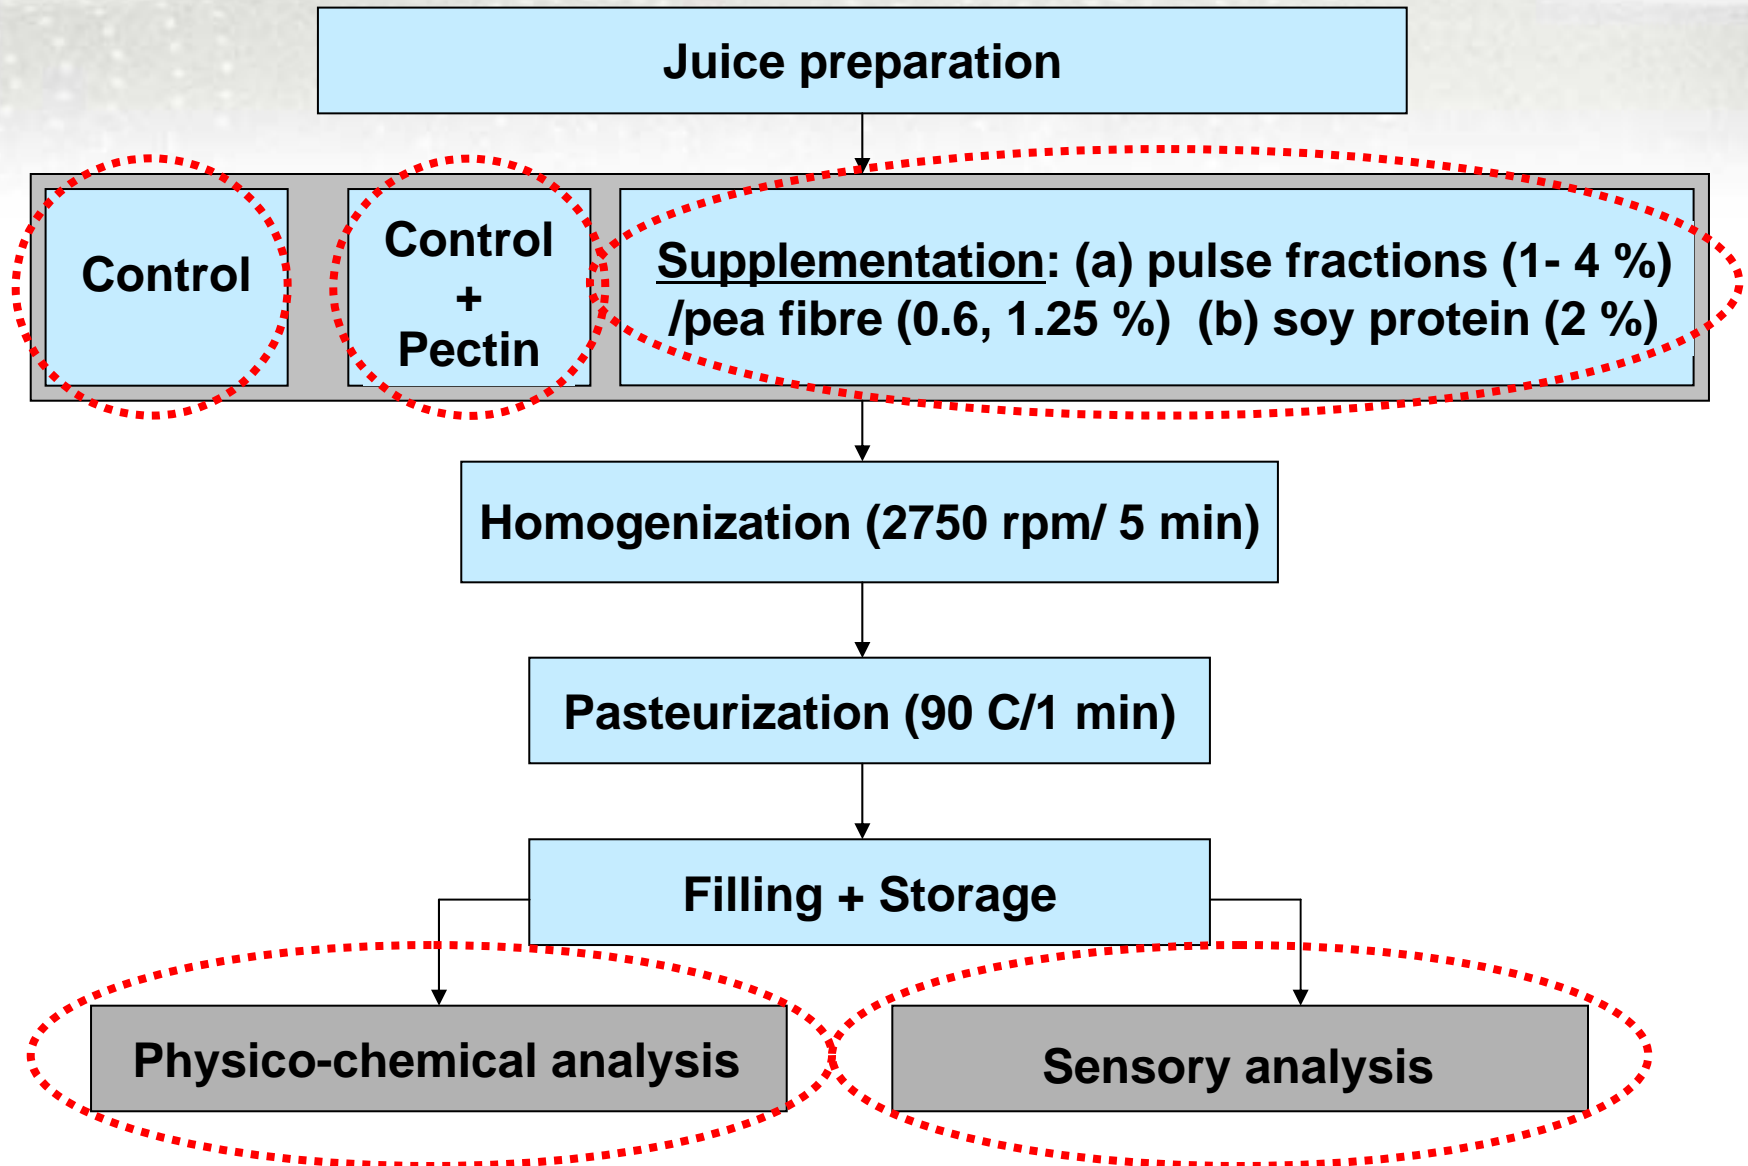 Juice preparation
Control
Control
+
Pectin
Supplementation: (a) pulse fractions (1- 4 %)
/pea fibre (0.6, 1.25 %) (b) soy protein (2 %)
Homogenization (2750 rpm/ 5 min)
Pasteurization (90 C/1 min)
Filling + Storage
Physico-chemical analysis
Sensory analysis